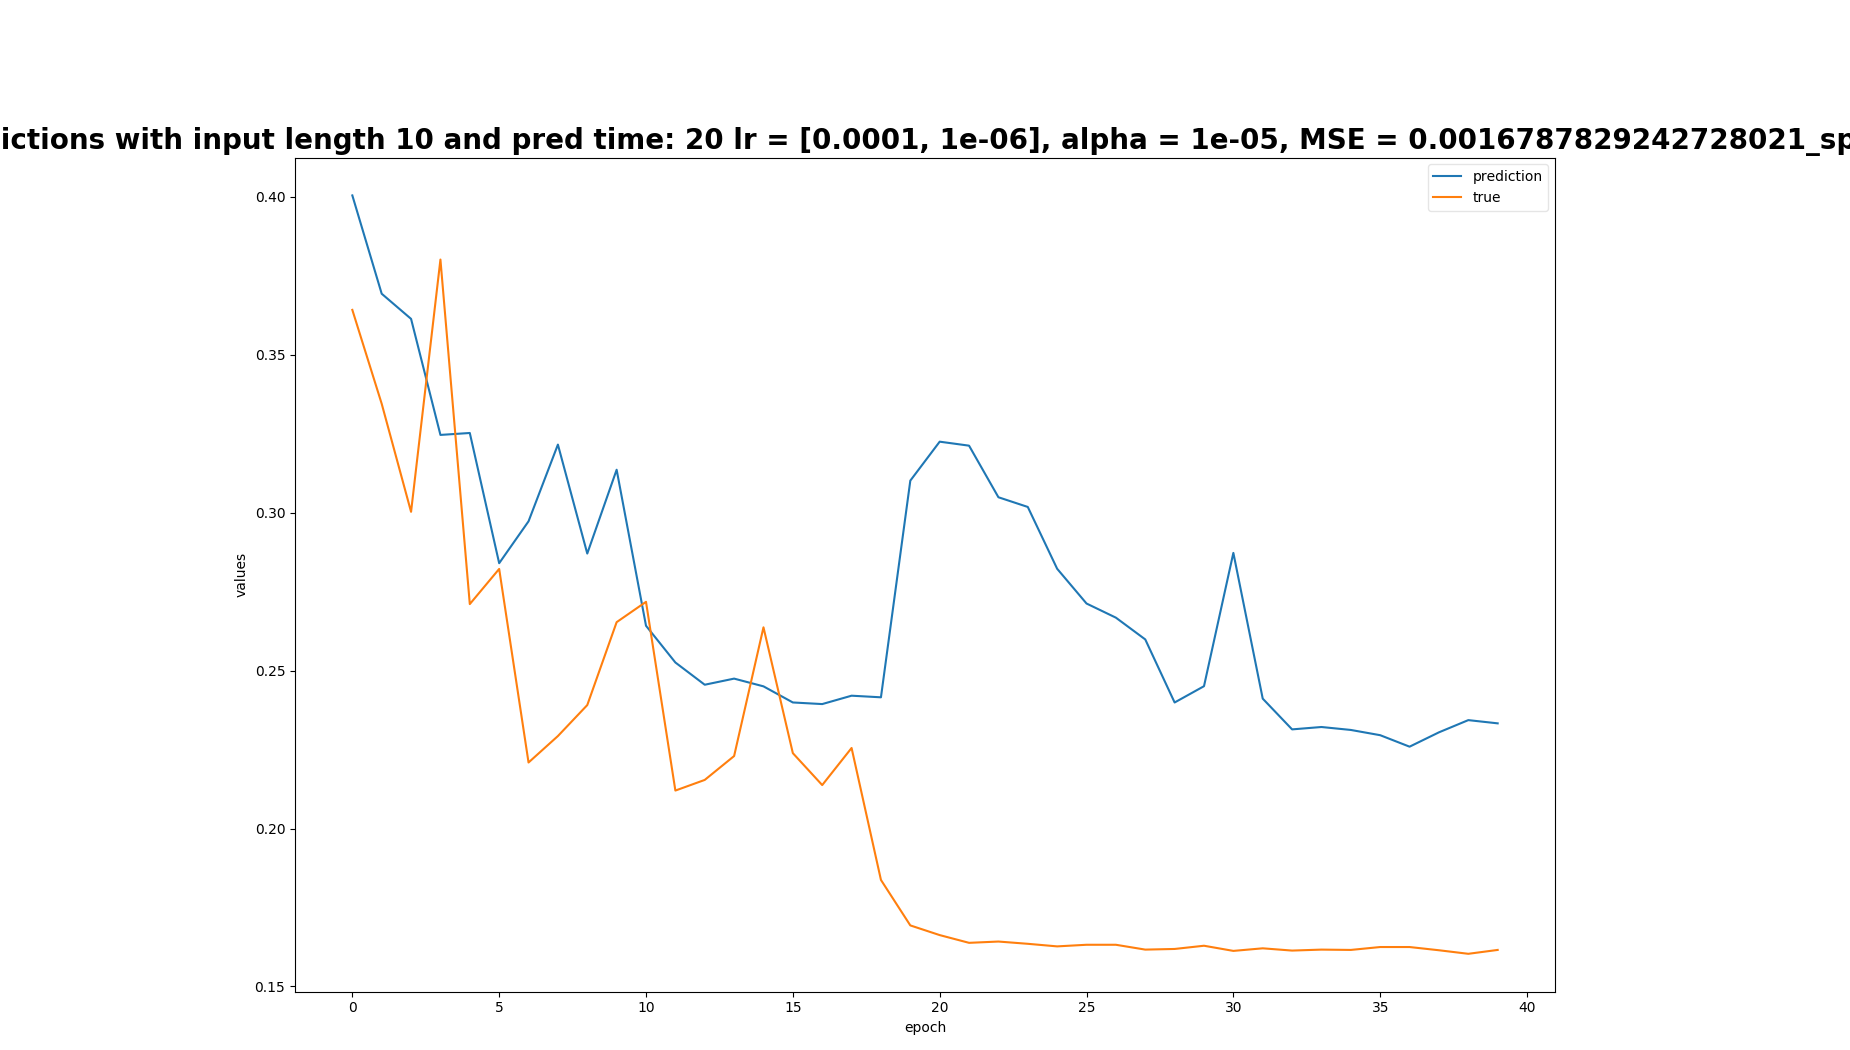 ictions with input length 10 and pred time: 20 lr = [0.0001, 1e-06], alpha = 1e-05, MSE = 0.0016787829242728021_sp
prediction
true
0.40
0.35
0.30
0.25
0.20
0.15
values
0 5 10 15 20 25 30 35 40
epoch